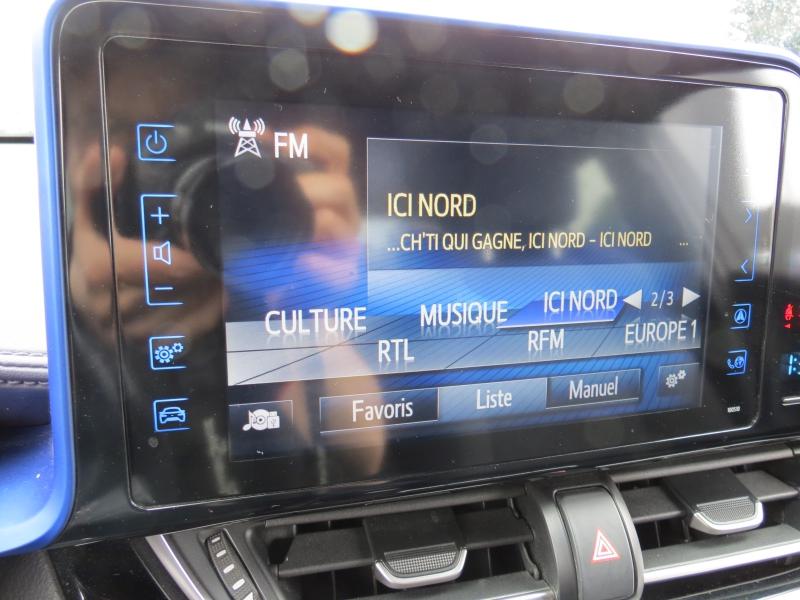 FM
ICI NORD
...CH'TI QUI GAGNE, ICI NORD - ICI NORD ...
CULTURE MUSIQUE ICI NORD 2/3
RTL RFM EUROPE 1
Favoris Liste Manuel